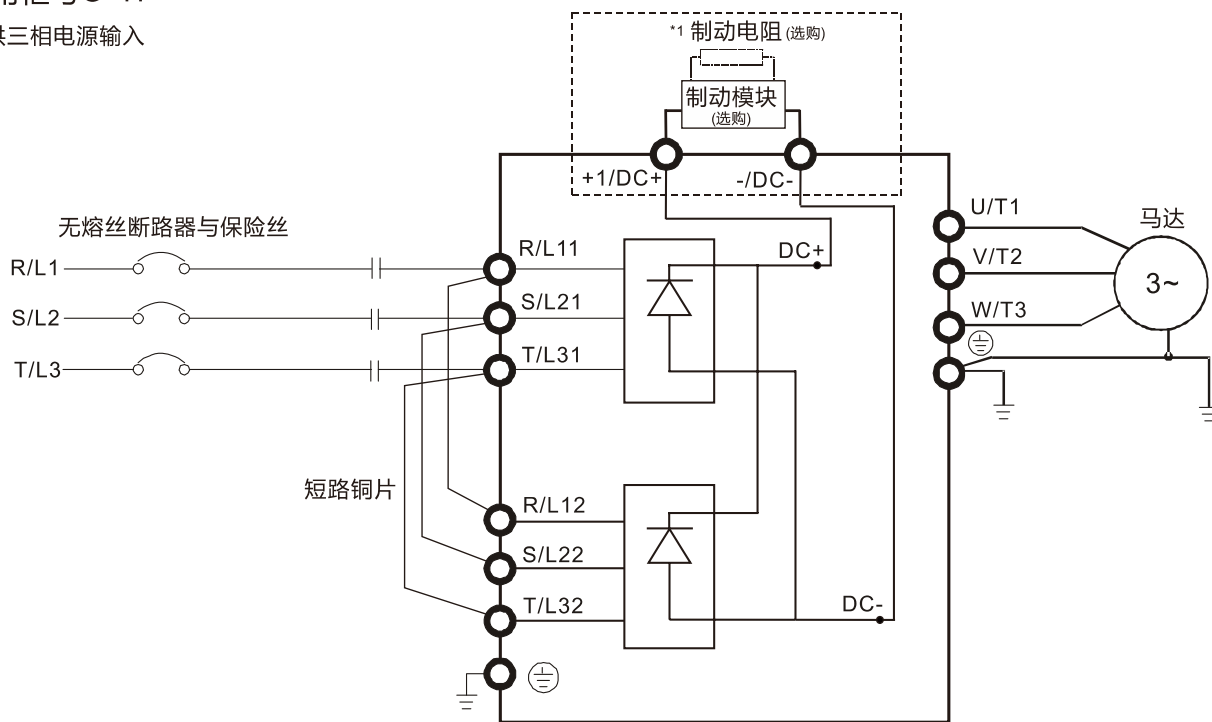 供三相电源输入
*1 制动电阻 (选购)
制动模块
(选购)
+1/DC+
-/DC-
无熔丝断路器与保险丝
R/L1
S/L2
T/L3
R/L11
S/L21
T/L31
DC+
U/T1
V/T2
W/T3
马达
3~
短路铜片
R/L12
S/L22
T/L32
DC-